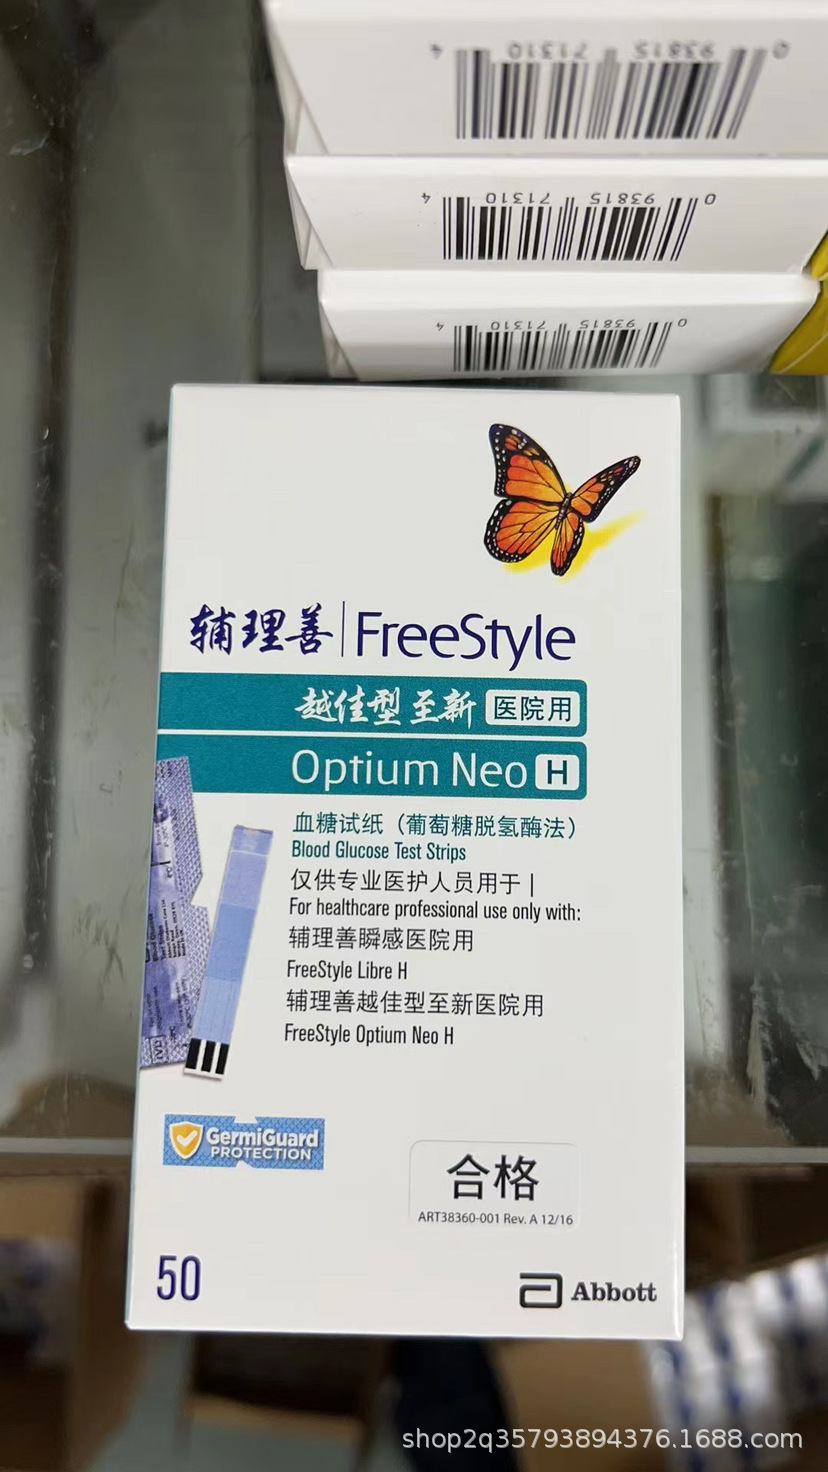 0 93815 71310 4
0 93815 71310 4
0 93815 71310 4
辅理善 FreeStyle
越佳型至新 医院用
Optium Neo H
血糖试纸（葡萄糖脱氢酶法）
Blood Glucose Test Strips
仅供专业医护人员用于 |
For healthcare professional use only with:
辅理善瞬感医院用
FreeStyle Libre H
辅理善越佳型至新医院用
FreeStyle Optium Neo H
GermiGuard
PROTECTION
合格
ART38360-001 Rev. A 12/16
50
Abbott
shop2q35793894376.1688.com